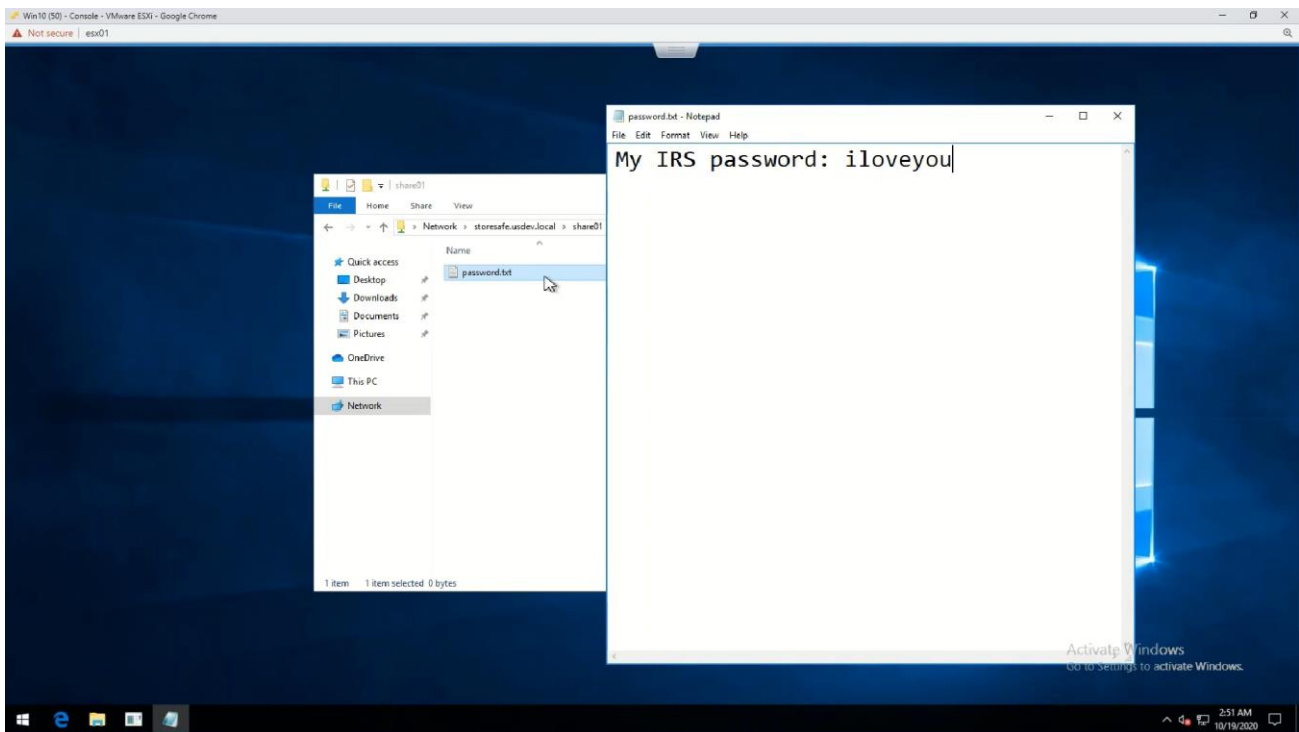 Win10 (50) - Console - VMware ESXi - Google Chrome
Not secure | esx01
password.txt - Notepad
File Edit Format View Help
My IRS password: iloveyou
share01
File Home Share View
Network > storesafe.usdev.local > share01
Name
password.txt
Quick access
Desktop
Downloads
Documents
Pictures
OneDrive
This PC
Network
1 item 1 item selected 0 bytes
Activate Windows
Go to Settings to activate Windows.
2:51 AM
10/19/2020